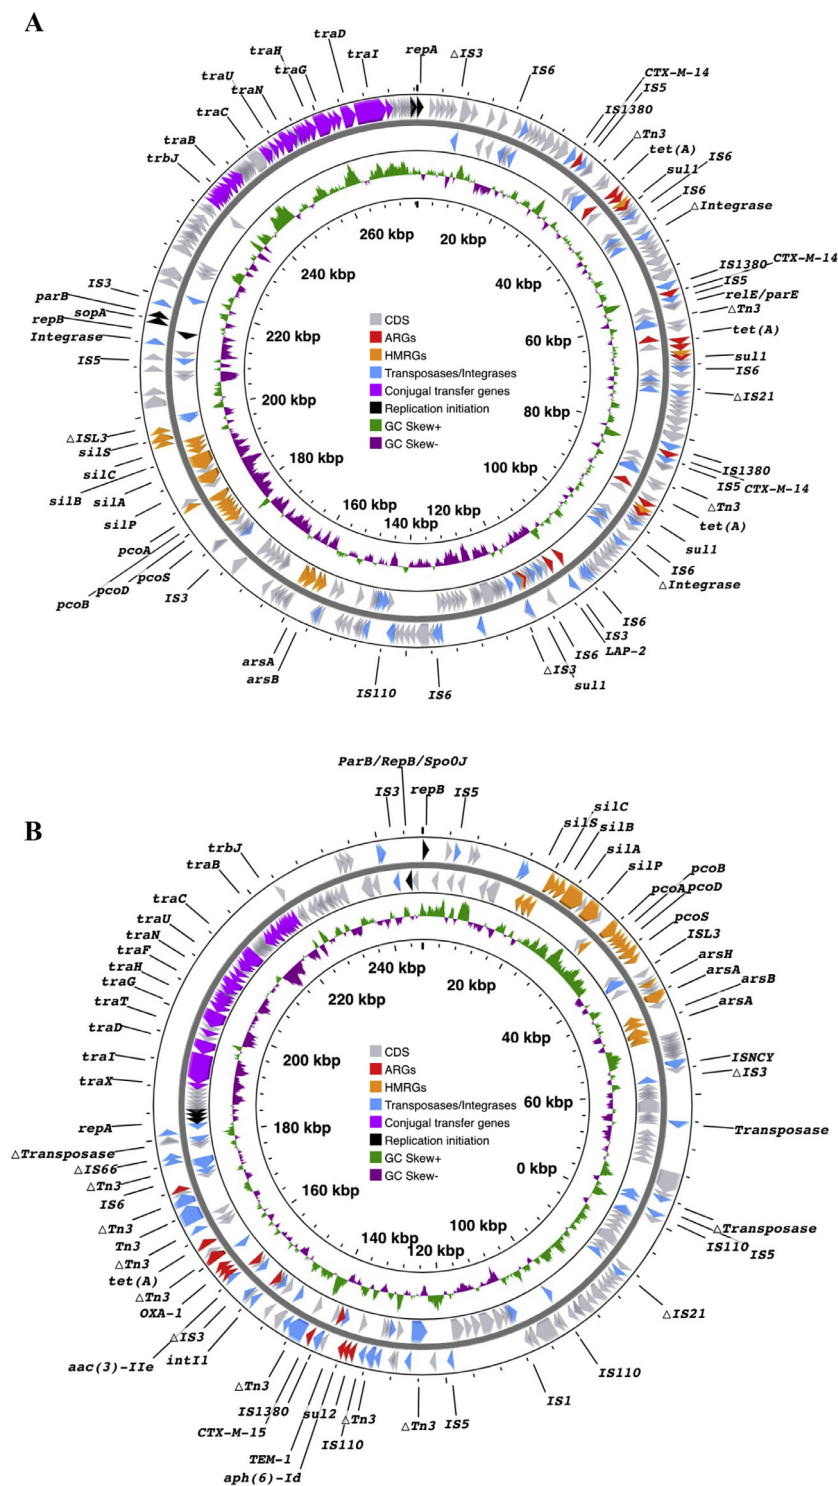 A
traD
traH
repA
△IS3
traG
traI
traU
IS6
CTX-M-14
traN
IS5
traC
IS1380
△Tn3
traB
tet(A)
trbJ
sul1
IS6
IS6
△Integrase
260 kbp
20 kbp
240 kbp
40 kbp
IS1380
CTX-M-14
IS3
IS5
parB
relE/parE
sopA
△Tn3
repB
tet(A)
Integrase
220 kbp
60 kbp
CDS
ARGs
sul1
IS5
HMRGs
IS6
Transposases/Integrases
Conjugal transfer genes
△IS21
200 kbp
Replication initiation
80 kbp
GC Skew+
△ISL3
GC Skew-
silS
180 kbp
100 kbp
silC
IS1380
silB
silA
IS5
CTX-M-14
160 kbp
120 kbp
△Tn3
silP
140 kbp
tet(A)
pcoA
sul1
pcoS
IS6
pcoD
△Integrase
IS3
pcoB
IS6
IS3
LAP-2
arsA
IS6
△IS3
arsB
sul1
IS110
IS6
B
ParB/RepB/Spo0J
IS3
repB
IS5
silC
silS
silB
trbJ
silA
traB
silP
pcoB
pcoA
pcoD
traC
pcoS
traU
ISL3
traN
traF
arsH
traH
240 kbp
arsA
traG
20 kbp
arsB
220 kbp
traT
arsA
traD
40 kbp
200 kbp
CDS
traI
ISNCY
ARGs
△IS3
traX
HMRGs
Transposases/Integrases
60 kbp
Conjugal transfer genes
repA
180 kbp
Transposase
Replication initiation
△Transposase
GC Skew+
△IS66
0 kbp
GC Skew-
△Tn3
160 kbp
IS6
△Tn3
△Transposase
100 kbp
Tn3
140 kbp
IS110
△Tn3
120 kbp
IS5
tet(A)
△Tn3
OXA-1
△IS21
△IS3
aac(3)-IIe
intI1
IS110
△Tn3
IS1
IS1380
sul2
△Tn3
△Tn3
IS5
CTX-M-15
IS110
TEM-1
aph(6)-Id